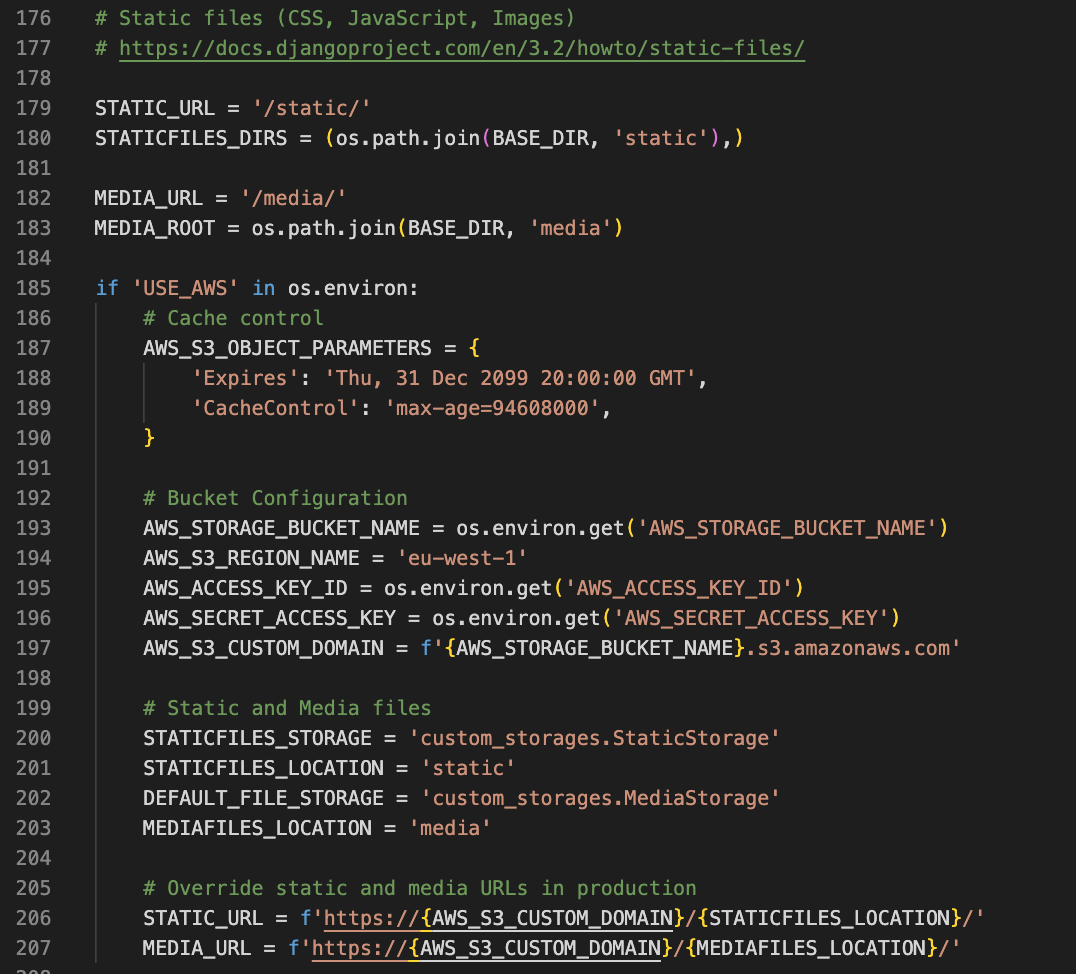 176 # Static files (CSS, JavaScript, Images)
177 # https://docs.djangoproject.com/en/3.2/howto/static-files/
178
179 STATIC_URL = '/static/'
180 STATICFILES_DIRS = (os.path.join(BASE_DIR, 'static'),)
181
182 MEDIA_URL = '/media/'
183 MEDIA_ROOT = os.path.join(BASE_DIR, 'media')
184
185 if 'USE_AWS' in os.environ:
186     # Cache control
187     AWS_S3_OBJECT_PARAMETERS = {
188         'Expires': 'Thu, 31 Dec 2099 20:00:00 GMT',
189         'CacheControl': 'max-age=94608000',
190     }
191
192     # Bucket Configuration
193     AWS_STORAGE_BUCKET_NAME = os.environ.get('AWS_STORAGE_BUCKET_NAME')
194     AWS_S3_REGION_NAME = 'eu-west-1'
195     AWS_ACCESS_KEY_ID = os.environ.get('AWS_ACCESS_KEY_ID')
196     AWS_SECRET_ACCESS_KEY = os.environ.get('AWS_SECRET_ACCESS_KEY')
197     AWS_S3_CUSTOM_DOMAIN = f'{AWS_STORAGE_BUCKET_NAME}.s3.amazonaws.com'
198
199     # Static and Media files
200     STATICFILES_STORAGE = 'custom_storages.StaticStorage'
201     STATICFILES_LOCATION = 'static'
202     DEFAULT_FILE_STORAGE = 'custom_storages.MediaStorage'
203     MEDIAFILES_LOCATION = 'media'
204
205     # Override static and media URLs in production
206     STATIC_URL = f'https://{AWS_S3_CUSTOM_DOMAIN}/{STATICFILES_LOCATION}/'
207     MEDIA_URL = f'https://{AWS_S3_CUSTOM_DOMAIN}/{MEDIAFILES_LOCATION}/'